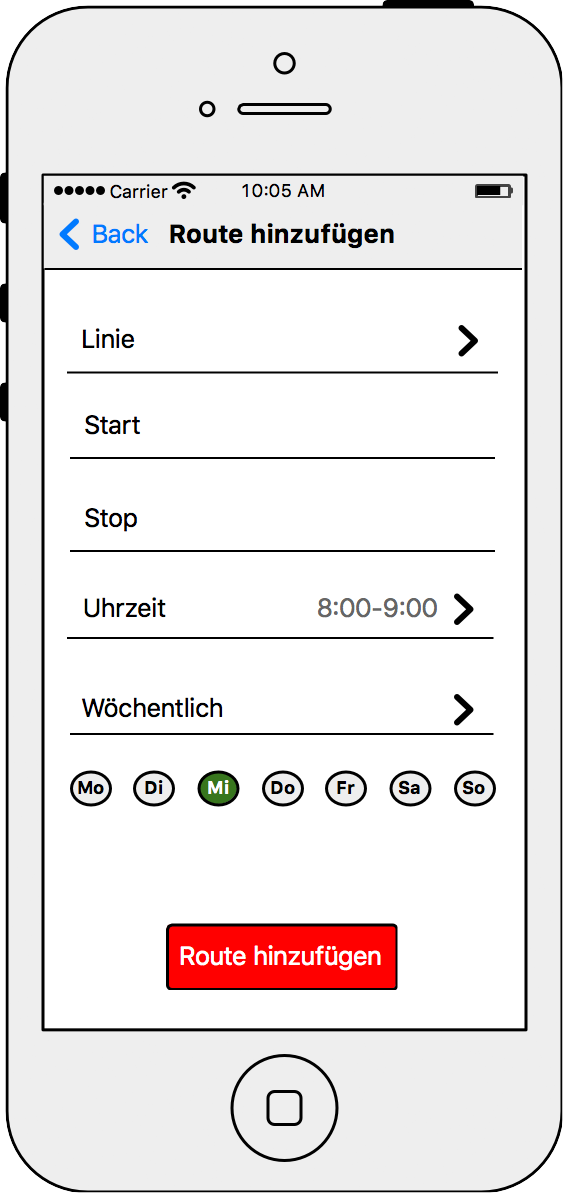 Carrier 10:05 AM
Back Route hinzufügen
Linie
Start
Stop
Uhrzeit 8:00-9:00
Wöchentlich
Mo Di Mi Do Fr Sa So
Route hinzufügen